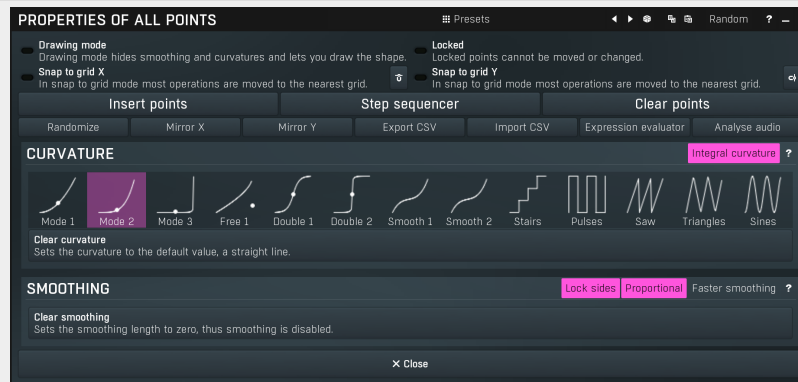 PROPERTIES OF ALL POINTS Presets Random ?
Drawing mode
Drawing mode hides smoothing and curvatures and lets you draw the shape.
Locked
Locked points cannot be moved or changed.
Snap to grid X
In snap to grid mode most operations are moved to the nearest grid.
Snap to grid Y
In snap to grid mode most operations are moved to the nearest grid.
Insert points Step sequencer Clear points
Randomize Mirror X Mirror Y Export CSV Import CSV Expression evaluator Analyse audio
CURVATURE Integral curvature ?
Mode 1 Mode 2 Mode 3 Free 1 Double 1 Double 2 Smooth 1 Smooth 2 Stairs Pulses Saw Triangles Sines
Clear curvature
Sets the curvature to the default value, a straight line.
SMOOTHING Lock sides Proportional Faster smoothing ?
Clear smoothing
Sets the smoothing length to zero, thus smoothing is disabled.
Close